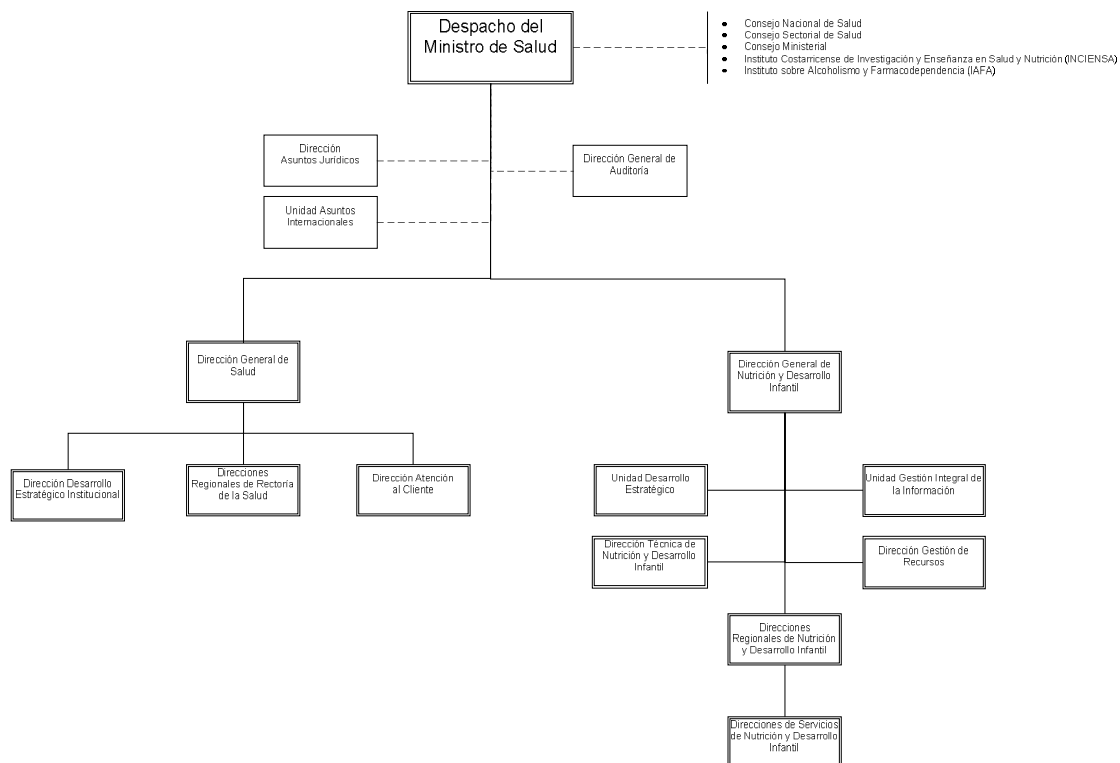 Despacho del
Ministro de Salud
Consejo Nacional de Salud
Consejo Sectorial de Salud
Consejo Ministerial
Instituto Costarricense de Investigación y Enseñanza en Salud y Nutrición (INCIENSA)
Instituto sobre Alcoholismo y Farmacodependencia (IAFA)
Dirección
Asuntos Jurídicos
Dirección General de
Auditoría
Unidad Asuntos
Internacionales
Dirección General de
Salud
Dirección General de
Nutrición y Desarrollo
Infantil
Dirección Desarrollo
Estratégico Institucional
Direcciones
Regionales de Rectoría
de la Salud
Dirección Atención
al Cliente
Unidad Desarrollo
Estratégico
Unidad Gestión Integral de
la Información
Dirección Técnica de
Nutrición y Desarrollo
Infantil
Dirección Gestión de
Recursos
Direcciones
Regionales de Nutrición
y Desarrollo Infantil
Direcciones de Servicios
de Nutrición y Desarrollo
Infantil